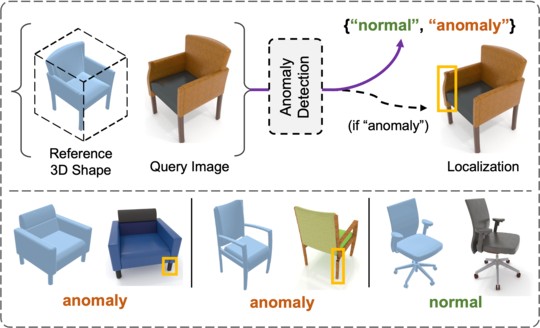 {“normal”, “anomaly”}
Anomaly
Detection
(if “anomaly”)
Reference
3D Shape
Query Image
Localization
anomaly
anomaly
normal